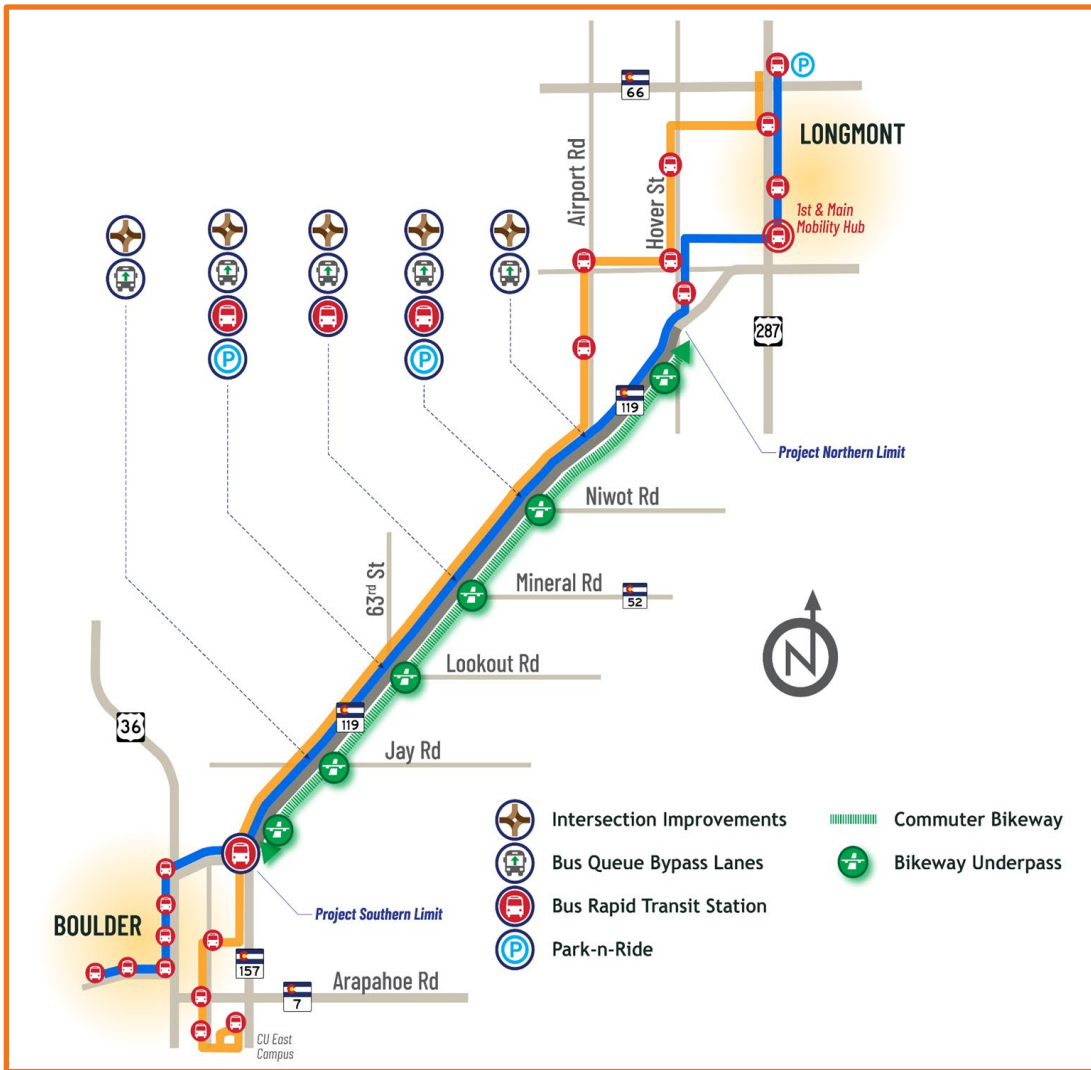 66
LONGMONT
Airport Rd
Hover St
1st & Main
Mobility Hub
287
119
Project Northern Limit
Niwot Rd
63rd St
Mineral Rd
52
N
Lookout Rd
119
36
Jay Rd
Project Southern Limit
BOULDER
157
Arapahoe Rd
7
CU East
Campus
Intersection Improvements
Bus Queue Bypass Lanes
Bus Rapid Transit Station
P Park-n-Ride
Commuter Bikeway
Bikeway Underpass
P
P
P